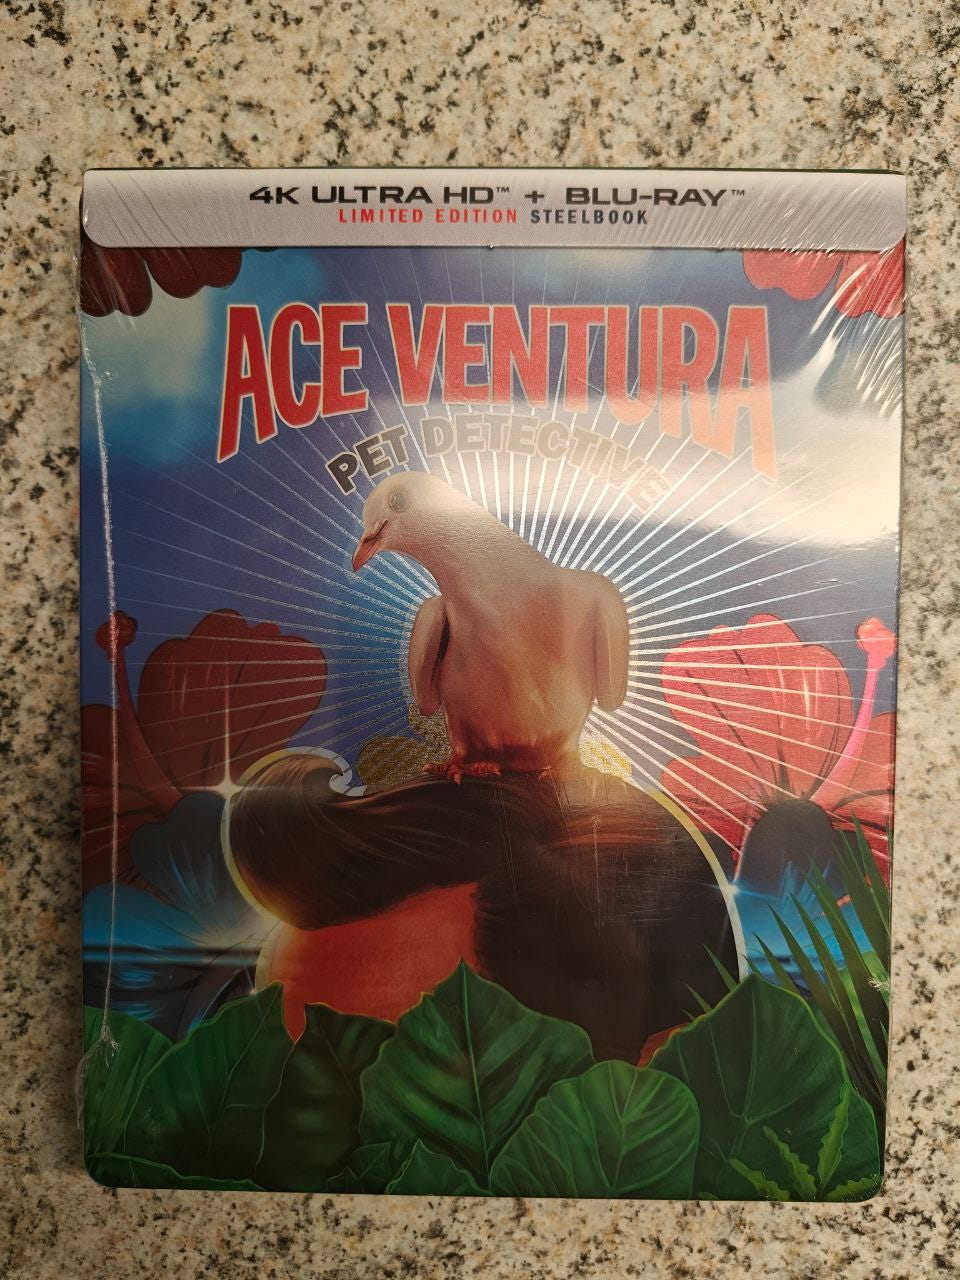 4K ULTRA HD™ + BLU-RAY™
LIMITED EDITION STEELBOOK
ACE VENTURA
PET DETECTIVE